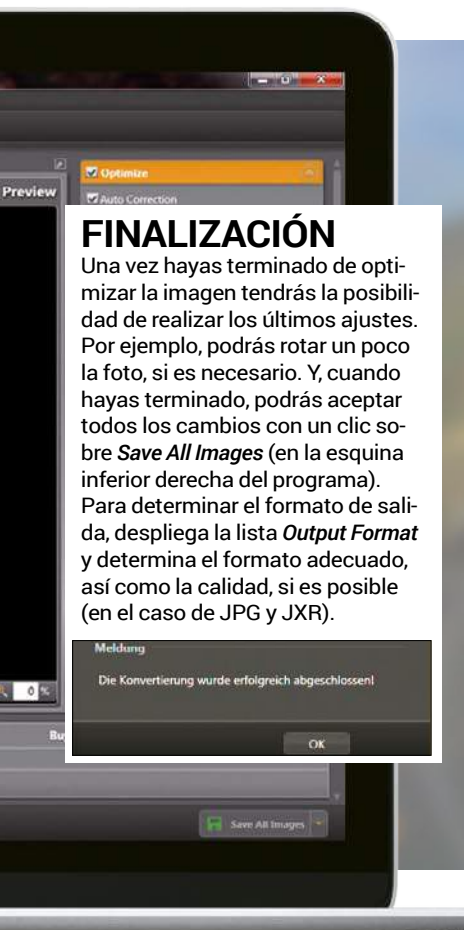 Optimize
Preview
Auto Correction
FINALIZACIÓN
Una vez hayas terminado de opti-
mizar la imagen tendrás la posibili-
dad de realizar los últimos ajustes.
Por ejemplo, podrás rotar un poco
la foto, si es necesario. Y, cuando
hayas terminado, podrás aceptar
todos los cambios con un clic so-
bre Save All Images (en la esquina
inferior derecha del programa).
Para determinar el formato de sali-
da, despliega la lista Output Format
y determina el formato adecuado,
así como la calidad, si es posible
(en el caso de JPG y JXR).
Meldung
Die Konvertierung wurde erfolgreich abgeschlossen!
0 %
OK
Save All Images